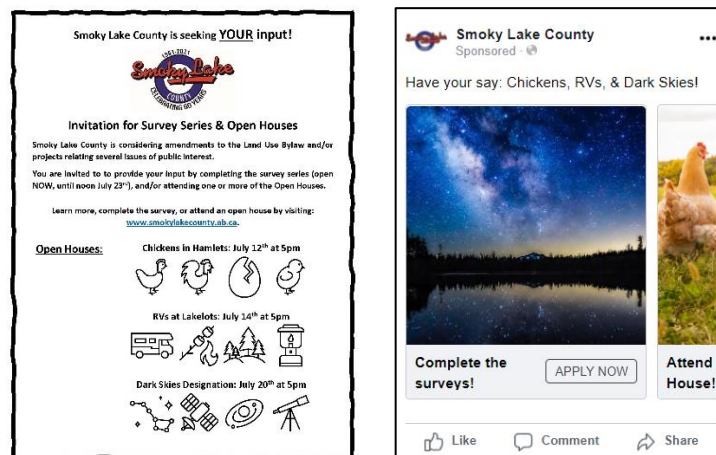 Smoky Lake County is seeking YOUR input!
1961-2021
Smoky Lake
COUNTY
CELEBRATING 60 YEARS
Invitation for Survey Series & Open Houses
Smoky Lake County is considering amendments to the Land Use Bylaw and/or
projects relating several issues of public interest.
You are invited to to provide your input by completing the survey series (open
NOW, until noon July 23rd), and/or attending one or more of the Open Houses.
Learn more, complete the survey, or attend an open house by visiting:
www.smokylakecounty.ab.ca.
Open Houses:
Chickens in Hamlets: July 12th at 5pm
RVs at Lakelots: July 14th at 5pm
Dark Skies Designation: July 20th at 5pm
Smoky Lake
Smoky Lake County
Sponsored ·
Have your say: Chickens, RVs, & Dark Skies!
Complete the
surveys!
APPLY NOW
Attend
House!
Like
Comment
Share